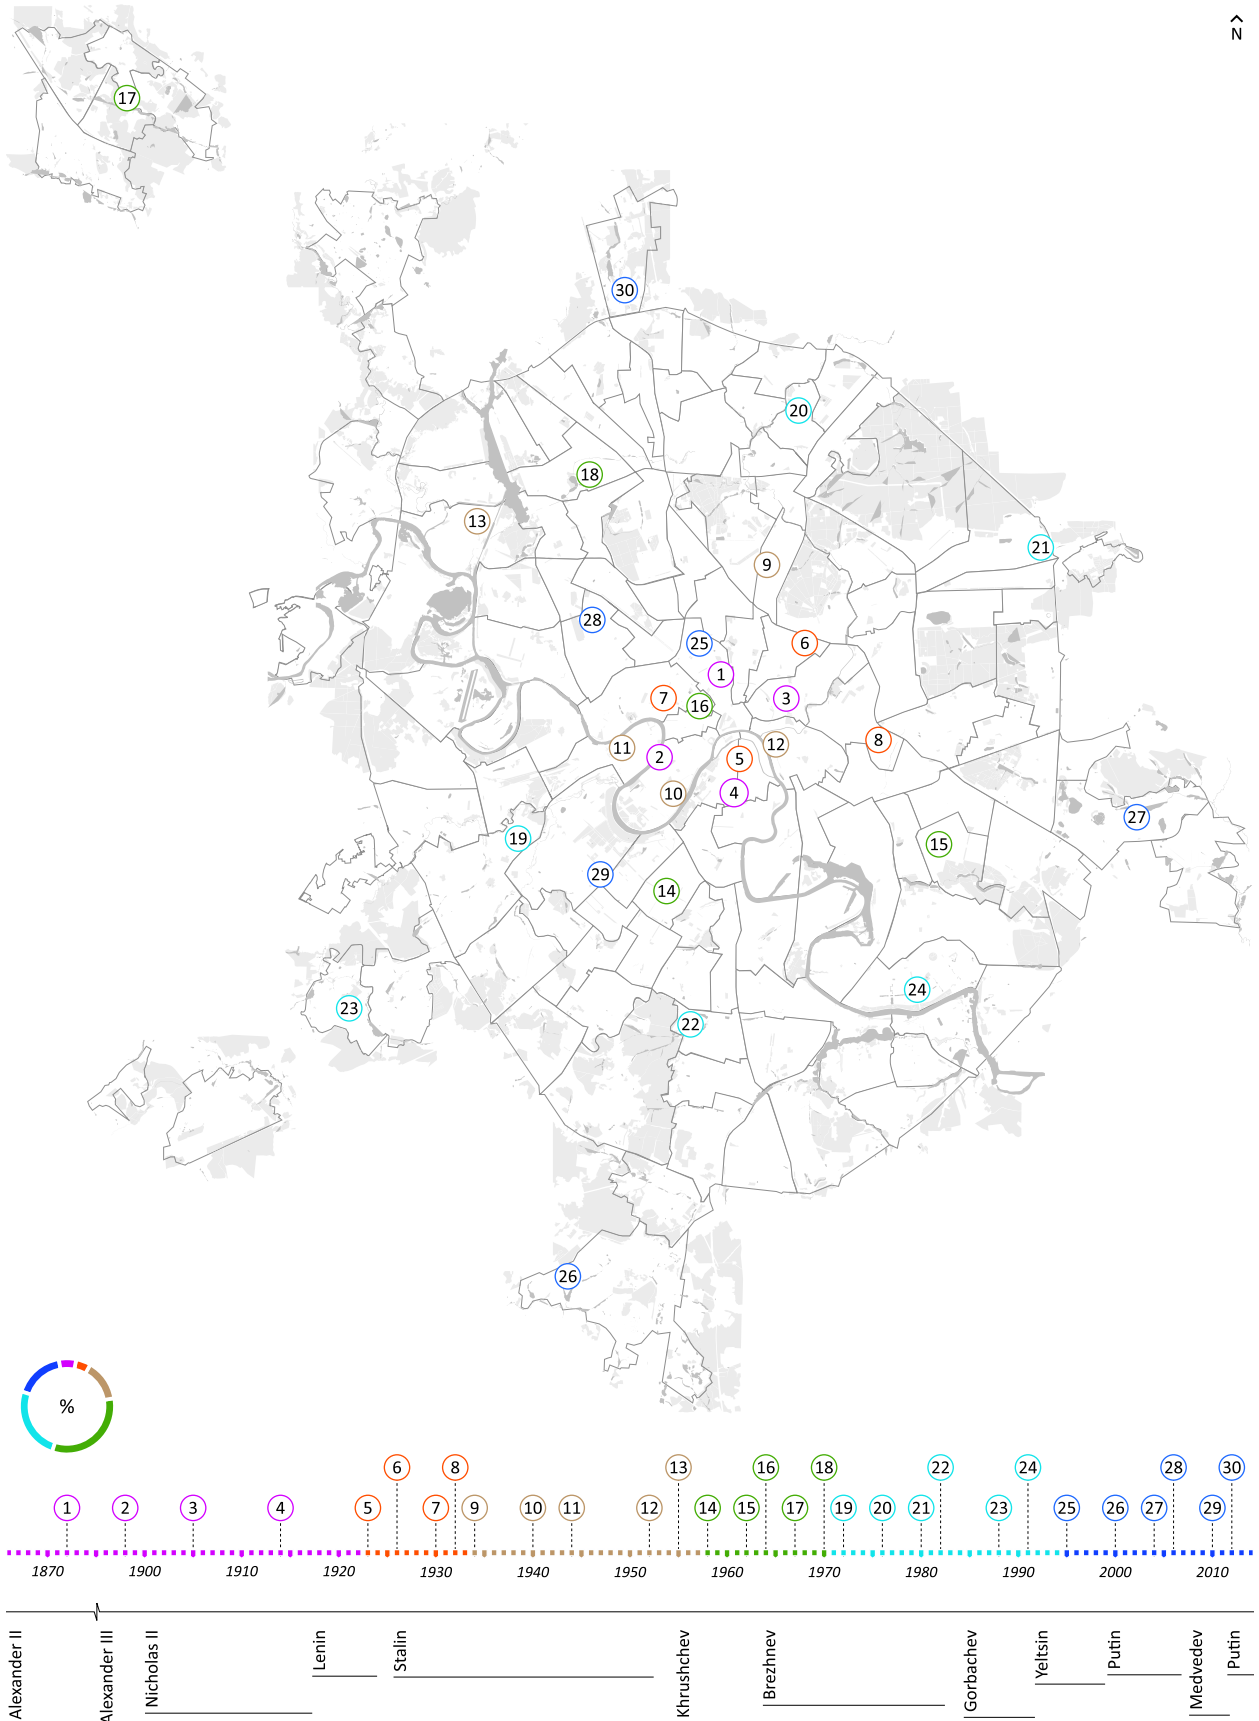 N
17
30
20
18
13
21
9
28
25
6
1
7
3
16
8
12
11
2
5
10
4
27
19
15
29
14
24
23
22
26
%
6 8 13 16 18 22 24 28 30
1 2 3 4 5 7 9 10 11 12 14 15 17 19 20 21 23 25 26 27 29
1870 1900 1910 1920 1930 1940 1950 1960 1970 1980 1990 2000 2010
Alexander II
Alexander III
Nicholas II
Lenin
Stalin
Khrushchev
Brezhnev
Gorbachev
Yeltsin
Putin
Medvedev
Putin